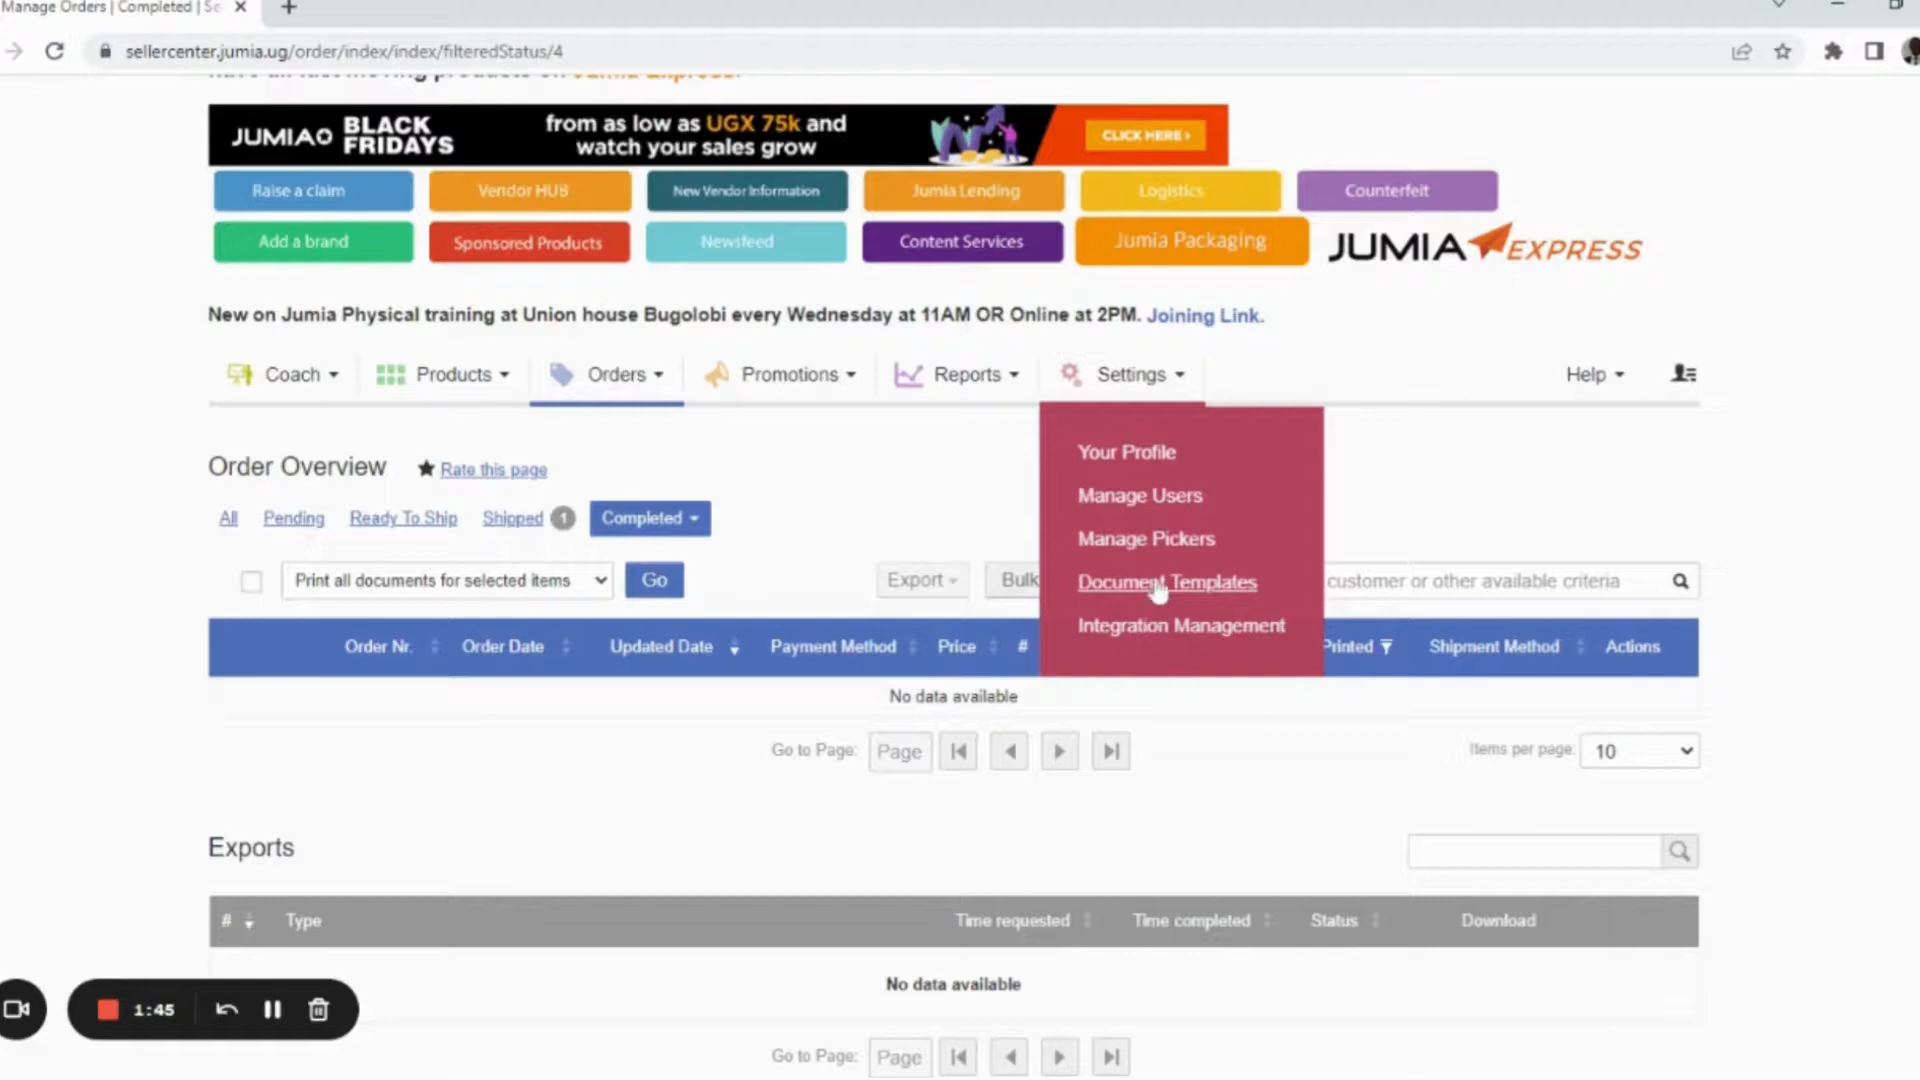 Manage Orders | Completed | Se
sellercenter.jumia.ug/order/index/index/filteredStatus/4
JUMIA BLACK FRIDAYS
from as low as UGX 75k and
watch your sales grow
CLICK HERE ›
Raise a claim
Vendor HUB
New Vendor Information
Jumia Lending
Logistics
Counterfeit
Add a brand
Sponsored Products
Newsfeed
Content Services
Jumia Packaging
JUMIA EXPRESS
New on Jumia Physical training at Union house Bugolobi every Wednesday at 11AM OR Online at 2PM. Joining Link.
Coach
Products
Orders
Promotions
Reports
Settings
Help
Your Profile
Manage Users
Manage Pickers
Document Templates
Integration Management
Order Overview
Rate this page
All
Pending
Ready To Ship
Shipped 1
Completed
Print all documents for selected items
Go
Export
Bulk
customer or other available criteria
Order Nr.
Order Date
Updated Date
Payment Method
Price
#
Printed
Shipment Method
Actions
No data available
Go to Page:
Page
Items per page:
10
Exports
#
Type
Time requested
Time completed
Status
Download
No data available
1:45
Go to Page:
Page